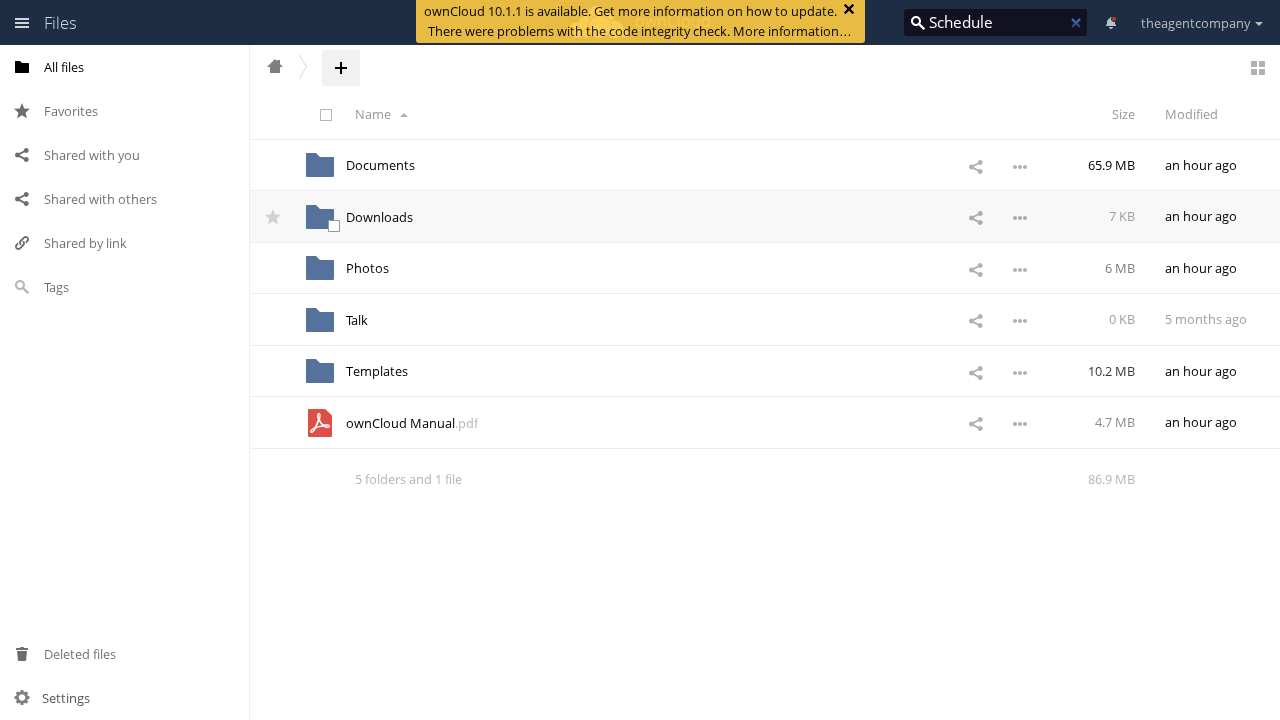 Files
ownCloud 10.1.1 is available. Get more information on how to update.
There were problems with the code integrity check. More information…
Schedule
theagentcompany
All files
Favorites
Shared with you
Shared with others
Shared by link
Tags
Deleted files
Settings
Name Size Modified
Documents 65.9 MB an hour ago
Downloads 7 KB an hour ago
Photos 6 MB an hour ago
Talk 0 KB 5 months ago
Templates 10.2 MB an hour ago
ownCloud Manual.pdf 4.7 MB an hour ago
5 folders and 1 file 86.9 MB